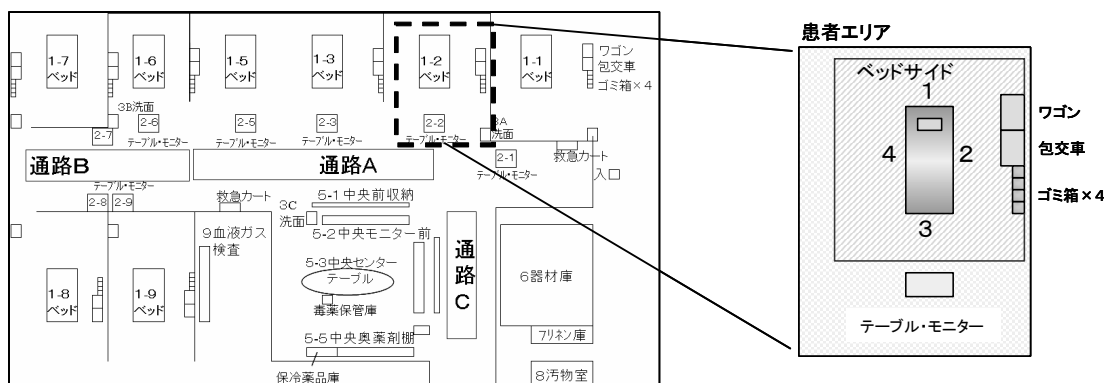 1-7
ベッド
1-6
ベッド
1-5
ベッド
1-3
ベッド
1-2
ベッド
1-1
ベッド
ワゴン
包交車
ゴミ箱×4
3B洗面
2-7
2-6
テーブル・モニター
2-5
テーブル・モニター
2-3
テーブル・モニター
2-2
テーブル・モニター
3A
洗面
2-1
テーブル・モニター
救急カート
入口
通路B
通路A
テーブル・モニター
2-8
2-9
救急カート
5-1中央前収納
3C
洗面
5-2中央モニター前
9血液ガス
検査
5-3中央センター
テーブル
通路C
6器材庫
1-8
ベッド
1-9
ベッド
毒薬保管庫
5-5中央奥薬剤棚
7リネン庫
保冷薬品庫
8汚物室
患者エリア
ベッドサイド
1
4
2
3
ワゴン
包交車
ゴミ箱×4
テーブル・モニター